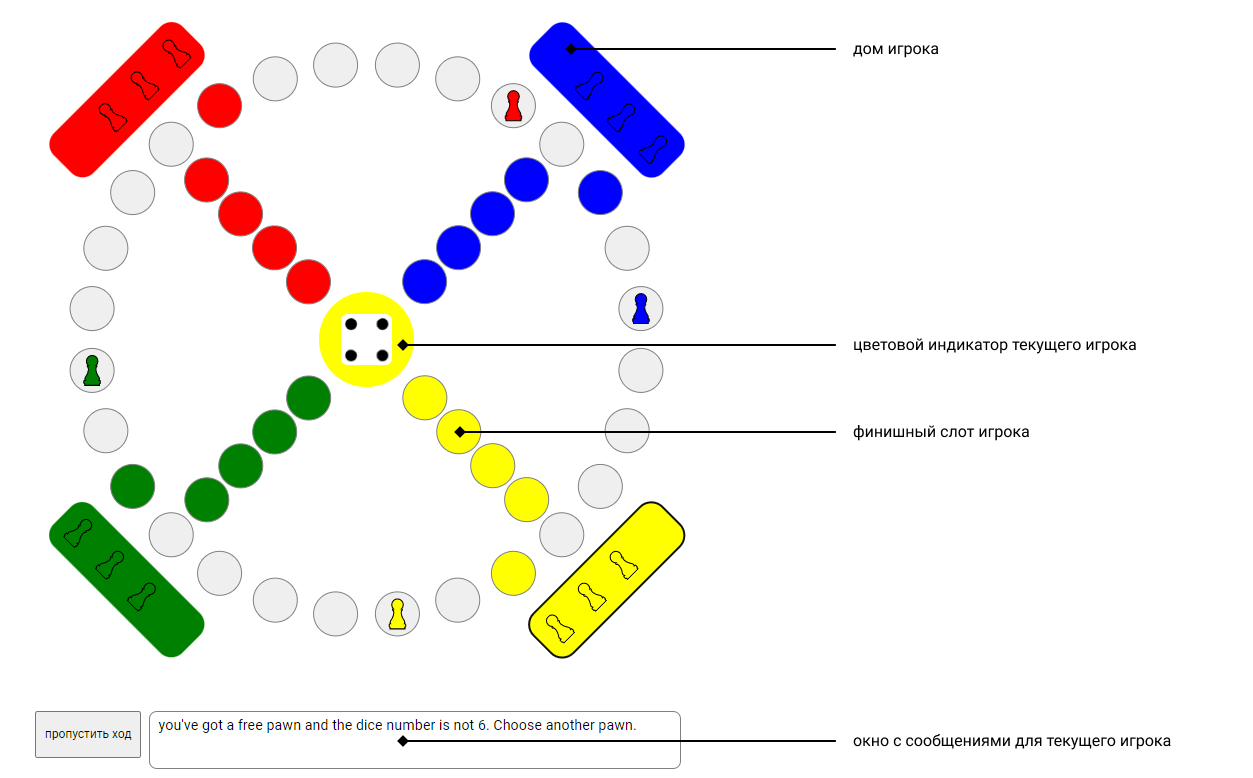 дом игрока
цветовой индикатор текущего игрока
финишный слот игрока
пропустить ход
you've got a free pawn and the dice number is not 6. Choose another pawn.
окно с сообщениями для текущего игрока